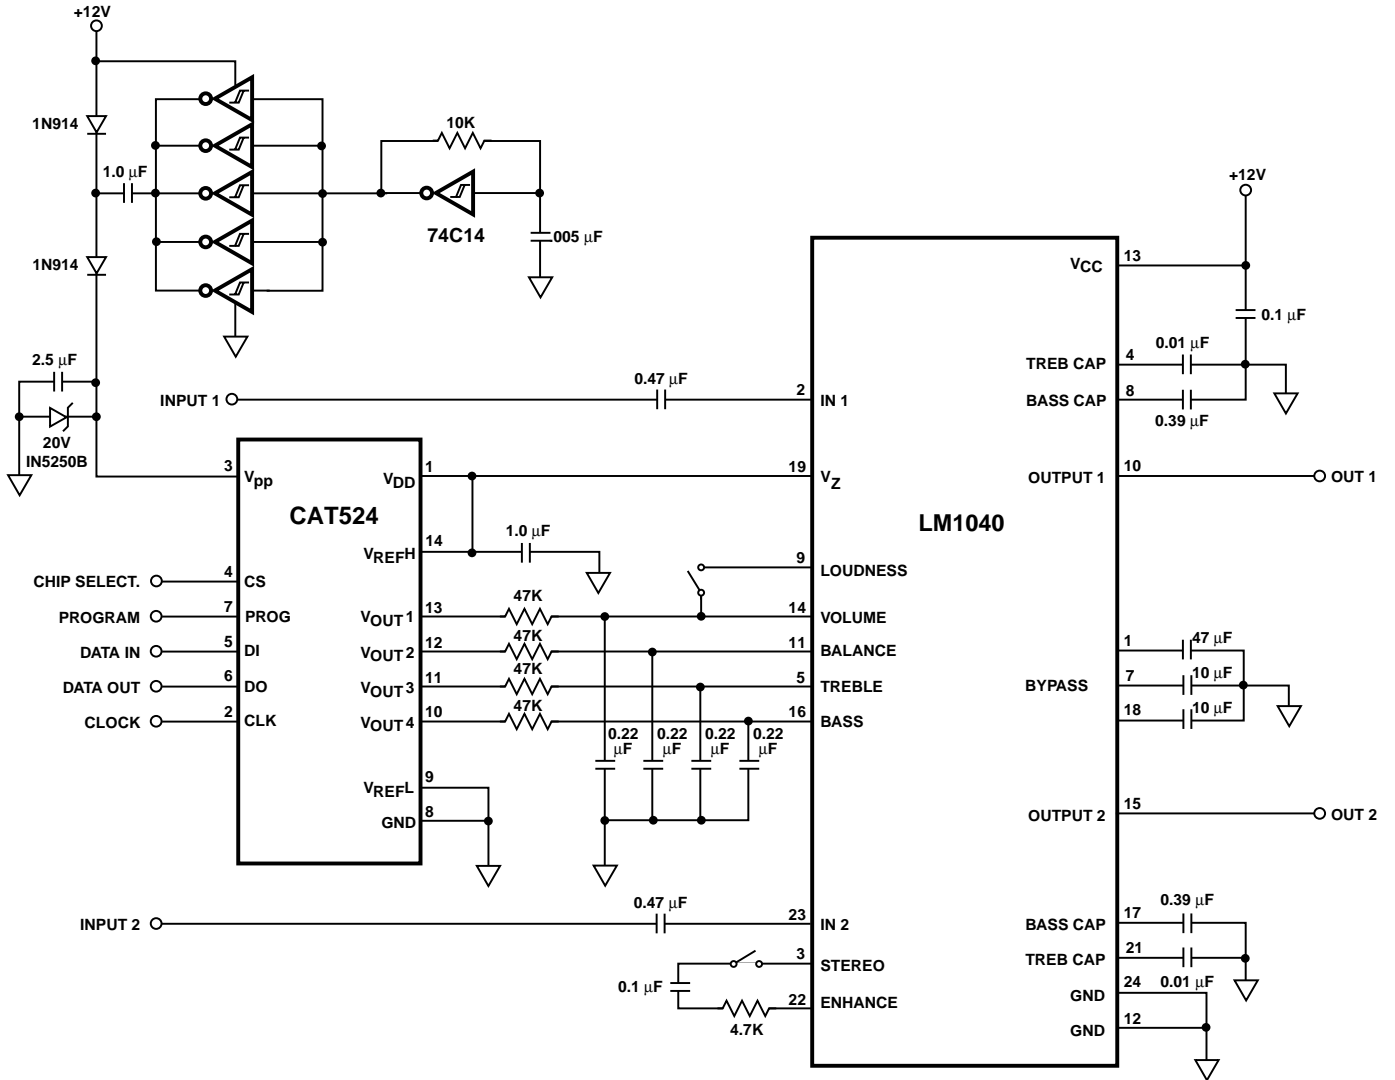 +12V
1N914
1.0 µF
1N914
10K
74C14
005 µF
2.5 µF
20V
IN5250B
INPUT 1
0.47 µF
2
IN 1
3
Vpp
CAT524
VDD
1
VREFH
14
1.0 µF
CHIP SELECT.
4
CS
PROGRAM
7
PROG
DATA IN
5
DI
DATA OUT
6
DO
CLOCK
2
CLK
VOUT1
13
47K
VOUT2
12
47K
VOUT3
11
47K
VOUT4
10
47K
VREFL
9
GND
8
0.22
µF
0.22
µF
0.22
µF
0.22
µF
INPUT 2
0.47 µF
23
IN 2
0.1 µF
4.7K
3
STEREO
22
ENHANCE
19
VZ
9
LOUDNESS
14
VOLUME
11
BALANCE
5
TREBLE
16
BASS
LM1040
+12V
VCC
13
0.1 µF
TREB CAP
4
0.01 µF
BASS CAP
8
0.39 µF
OUTPUT 1
10
OUT 1
1
47 µF
BYPASS
7
10 µF
18
10 µF
OUTPUT 2
15
OUT 2
BASS CAP
17
0.39 µF
TREB CAP
21
0.01 µF
GND
24
GND
12